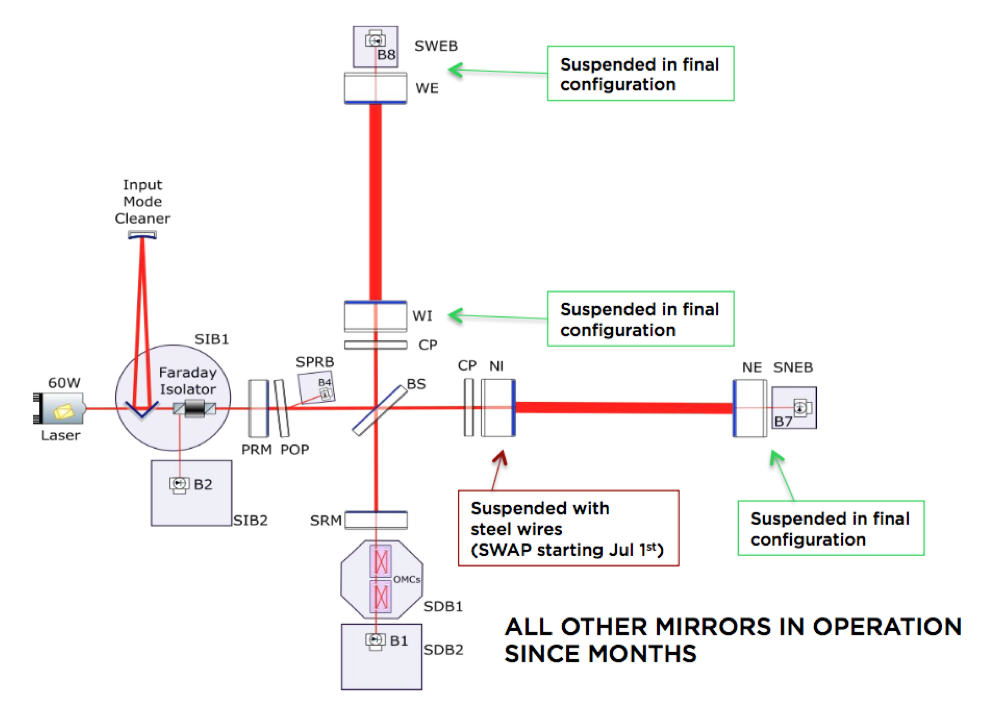 SWEB
B8
Suspended in final
configuration
WE
Input
Mode
Cleaner
Suspended in final
configuration
WI
SIB1
CP
SPRB
Faraday
Isolator
B4
60W
BS
CP
NI
NE
SNEB
B7
Laser
PRM
POP
B2
SIB2
Suspended with
steel wires
(SWAP starting Jul 1st)
Suspended in final
configuration
SRM
OMCs
SDB1
B1
SDB2
ALL OTHER MIRRORS IN OPERATION
SINCE MONTHS